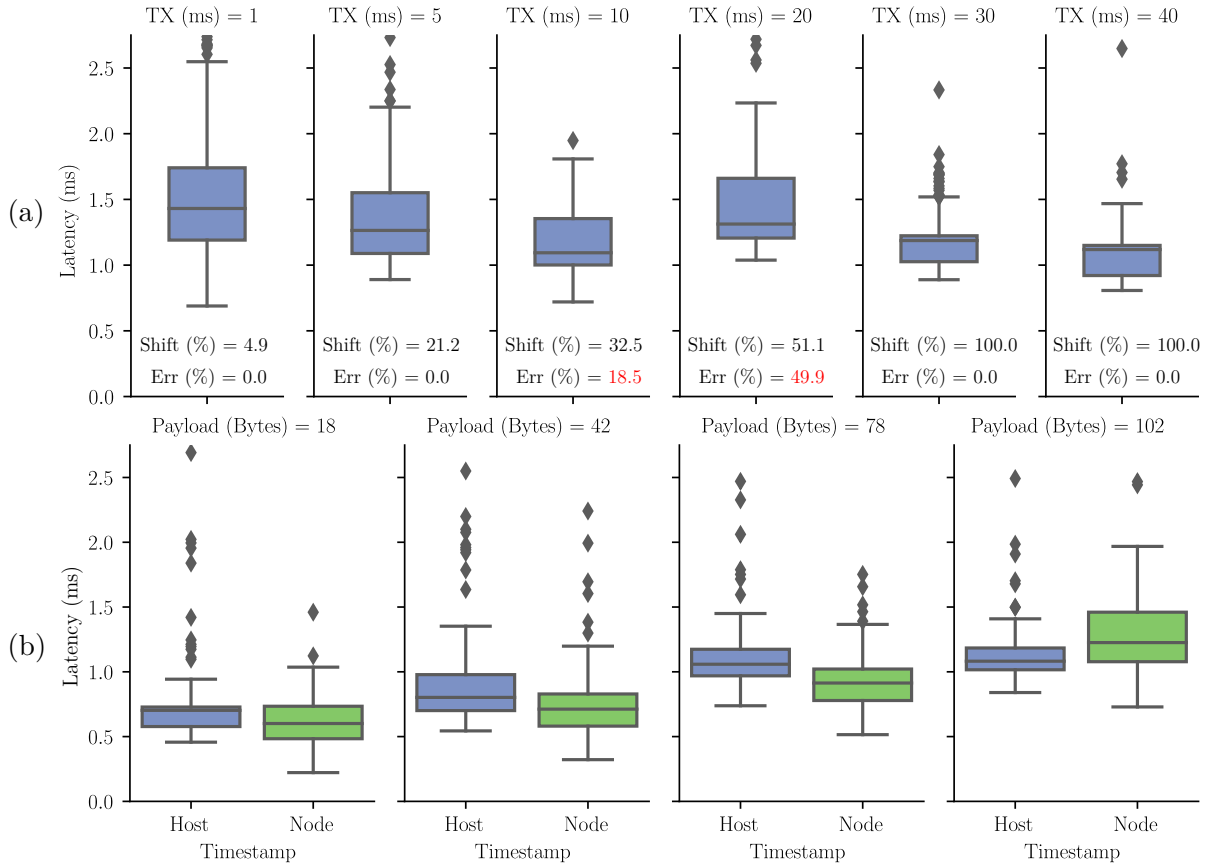 TX (ms) = 1 TX (ms) = 5 TX (ms) = 10 TX (ms) = 20 TX (ms) = 30 TX (ms) = 40
2.5
2.0
(a)
Latency (ms)
1.5
1.0
0.5
0.0
Shift (%) = 4.9 Shift (%) = 21.2 Shift (%) = 32.5 Shift (%) = 51.1 Shift (%) = 100.0 Shift (%) = 100.0
Err (%) = 0.0 Err (%) = 0.0 Err (%) = 18.5 Err (%) = 49.9 Err (%) = 0.0 Err (%) = 0.0
Payload (Bytes) = 18 Payload (Bytes) = 42 Payload (Bytes) = 78 Payload (Bytes) = 102
2.5
2.0
1.5
(b)
Latency (ms)
1.0
0.5
0.0
Host Node Host Node Host Node Host Node
Timestamp Timestamp Timestamp Timestamp